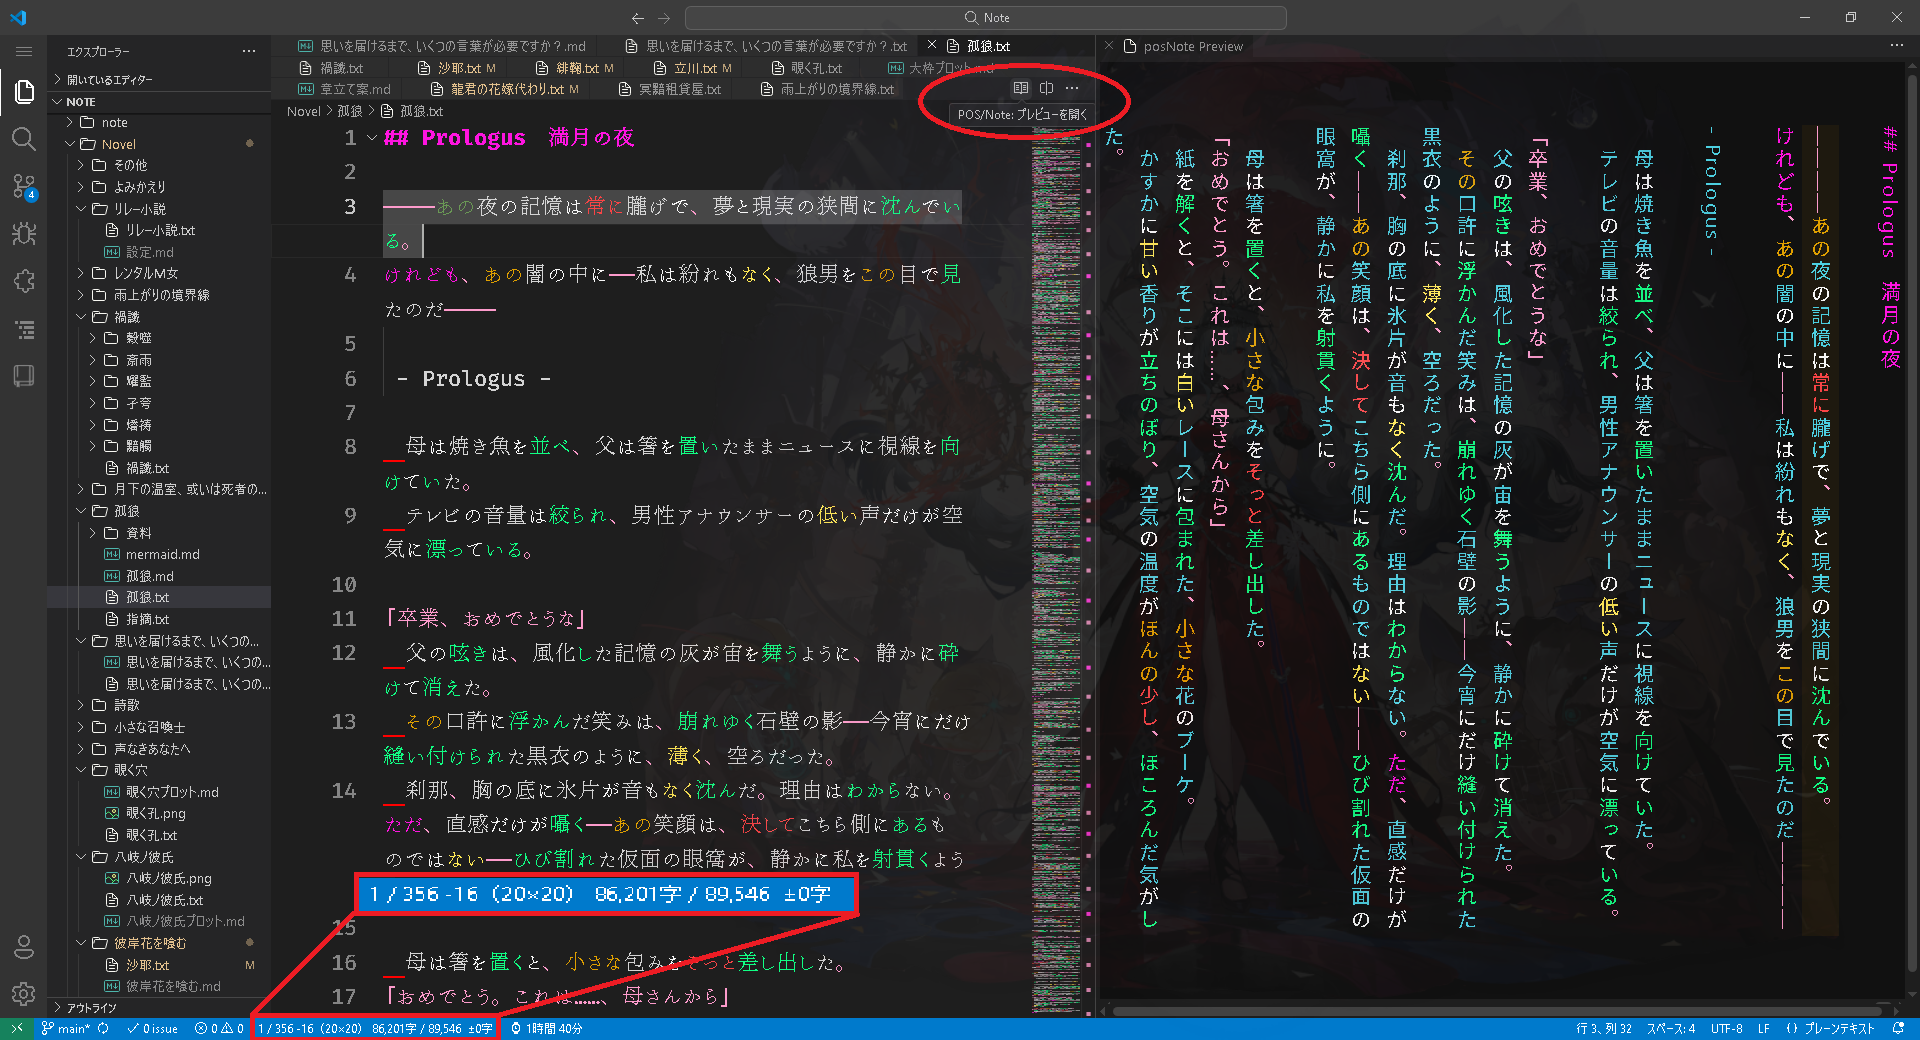 Note
エクスプローラー
開いているエディター
NOTE
note
Novel
その他
よみかえり
リレー小説
リレー小説.txt
設定.md
レンタルM女
雨上がりの境界線
禍讖
斎雨
孑穹
燔祷
禍讖.txt
月下の温室、或いは死者の...
孤狼
資料
mermaid.md
孤狼.md
孤狼.txt
指摘.txt
思いを届けるまで、いくつの...
思いを届けるまで、いくつの...
思いを届けるまで、いくつの...
詩歌
小さな召喚士
声なきあなたへ
覗く穴
覗く穴プロット.md
覗く孔.png
覗く孔.txt
八岐ノ彼氏
八岐ノ彼氏.png
八岐ノ彼氏.txt
八岐ノ彼氏プロット.md
彼岸花を喰む
沙耶.txt M
彼岸花を喰む.md
アウトライン
思いを届けるまで、いくつの言葉が必要ですか？.md
思いを届けるまで、いくつの言葉が必要ですか？.txt
孤狼.txt
禍讖.txt
沙耶.txt M
緋鞠.txt M
立川.txt M
覗く孔.txt
大枠プロット.md
章立て案.md
龍君の花嫁代わり.txt M
冥黯租貸屋.txt
雨上がりの境界線.txt
POS/Note: プレビューを開く
Novel > 孤狼 > 孤狼.txt
1 ## Prologus　満月の夜
2
3 ―――あの夜の記憶は常に朧げで、夢と現実の狭間に沈んでい
る。
4 けれども、あの闇の中に――私は紛れもなく、狼男をこの目で見
たのだ―――
5
6 - Prologus -
7
8 　母は焼き魚を並べ、父は箸を置いたままニュースに視線を向
けていた。
9 　テレビの音量は絞られ、男性アナウンサーの低い声だけが空
気に漂っている。
10
11 「卒業、おめでとうな」
12 　父の呟きは、風化した記憶の灰が宙を舞うように、静かに砕
けて消えた。
13 　その口許に浮かんだ笑みは、崩れゆく石壁の影――今宵にだけ
縫い付けられた黒衣のように、薄く、空ろだった。
14 　刹那、胸の底に氷片が音もなく沈んだ。理由はわからない。
ただ、直感だけが囁く――あの笑顔は、決してこちら側にあるも
のではない――ひび割れた仮面の眼窩が、静かに私を射貫くよう
1 / 356 -16（20×20） 86,201字 / 89,546 ±0字
15
16 　母は箸を置くと、小さな包みをそっと差し出した。
17 「おめでとう。これは……、母さんから」
posNote Preview
## Prologus　満月の夜
――――あの夜の記憶は常に朧げで、夢と現実の狭間に沈んでいる。
けれども、あの闇の中に――私は紛れもなく、狼男をこの目で見たのだ――――
- Prologus -
　母は焼き魚を並べ、父は箸を置いたままニュースに視線を向けていた。
　テレビの音量は絞られ、男性アナウンサーの低い声だけが空気に漂っている。
「卒業、おめでとうな」
　父の呟きは、風化した記憶の灰が宙を舞うように、静かに砕けて消えた。
　その口許に浮かんだ笑みは、崩れゆく石壁の影――今宵にだけ縫い付けられた
黒衣のように、薄く、空ろだった。
　刹那、胸の底に氷片が音もなく沈んだ。理由はわからない。ただ、直感だけが
囁く――あの笑顔は、決してこちら側にあるものではない――ひび割れた仮面の
眼窩が、静かに私を射貫くように。
　母は箸を置くと、小さな包みをそっと差し出した。
「おめでとう。これは……、母さんから」
　紙を解くと、そこには白いレースに包まれた、小さな花のブーケ。
　かすかに甘い香りが立ちのぼり、空気の温度がほんの少し、ほころんだ気がし
た。
4
main*
0 issue
0 0
1 / 356 -16（20×20） 86,201字 / 89,546 ±0字
1時間 40分
行 3、列 32
スペース: 4
UTF-8
LF
{} プレーンテキスト